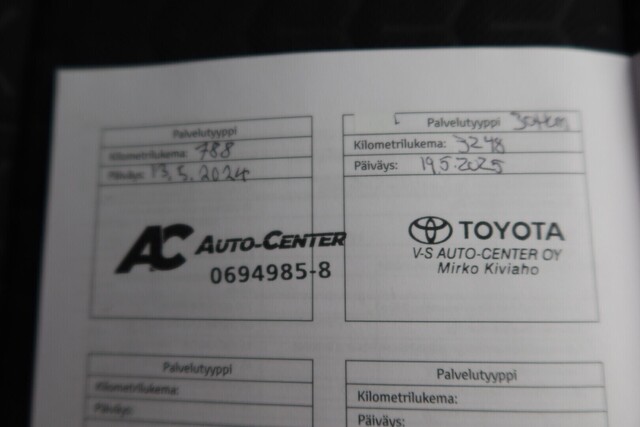 Palvelutyyppi
Kilometrilukema: 788
Päiväys: 13.5.2024
AC AUTO-CENTER
0694985-8
Palvelutyyppi
Kilometrilukema: 3248
Päiväys: 19.5.2025
TOYOTA
V-S AUTO-CENTER OY
Mirko Kiviaho
Palvelutyyppi
Kilometrilukema:
Päiväys:
Palvelutyyppi
Kilometrilukema:
Päiväys: